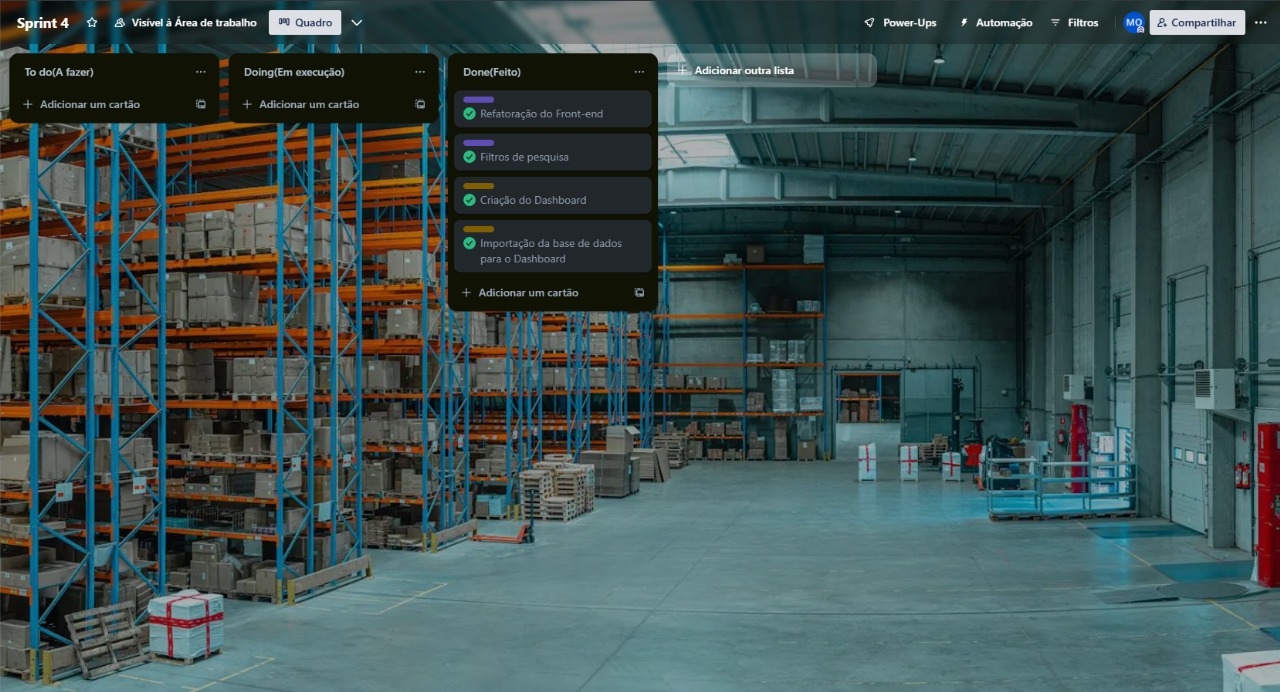 Sprint 4
Visível à Área de trabalho
Quadro
Power-Ups
Automação
Filtros
MO
Compartilhar
To do(A fazer)
Adicionar um cartão
Doing(Em execução)
Adicionar um cartão
Done(Feito)
Refatoração do Front-end
Filtros de pesquisa
Criação do Dashboard
Importação da base de dados
para o Dashboard
Adicionar um cartão
Adicionar outra lista